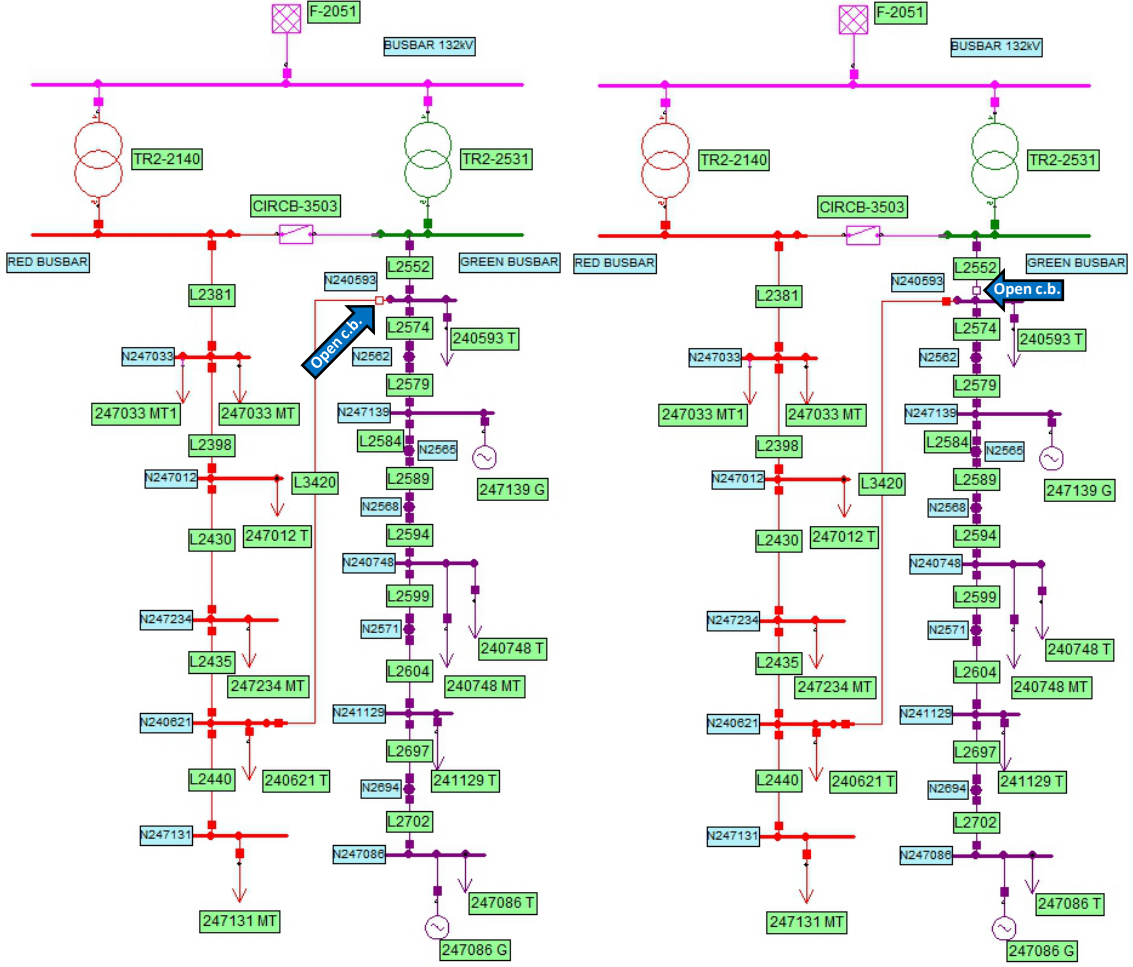 F-2051
BUSBAR 132kV
TR2-2140
TR2-2531
CIRCB-3503
RED BUSBAR
GREEN BUSBAR
L2552
N240593
L2381
Open c.b.
L2574
240593 T
N247033
N2562
L2579
247033 MT1
247033 MT
N247139
L2398
L2584
N2565
N247012
L2589
L3420
247139 G
N2568
247012 T
L2430
L2594
N240748
L2599
N247234
N2571
240748 T
L2435
L2604
247234 MT
240748 MT
N240621
N241129
L2697
240621 T
L2440
241129 T
N2694
L2702
N247131
N247086
247086 T
247131 MT
247086 G
F-2051
BUSBAR 132kV
TR2-2140
TR2-2531
CIRCB-3503
RED BUSBAR
GREEN BUSBAR
L2552
N240593
Open c.b.
L2381
L2574
240593 T
N247033
N2562
L2579
247033 MT1
247033 MT
N247139
L2398
L2584
N2565
N247012
L2589
L3420
247139 G
N2568
247012 T
L2430
L2594
N240748
L2599
N247234
N2571
240748 T
L2435
L2604
247234 MT
240748 MT
N240621
N241129
L2697
240621 T
L2440
241129 T
N2694
L2702
N247131
N247086
247086 T
247131 MT
247086 G